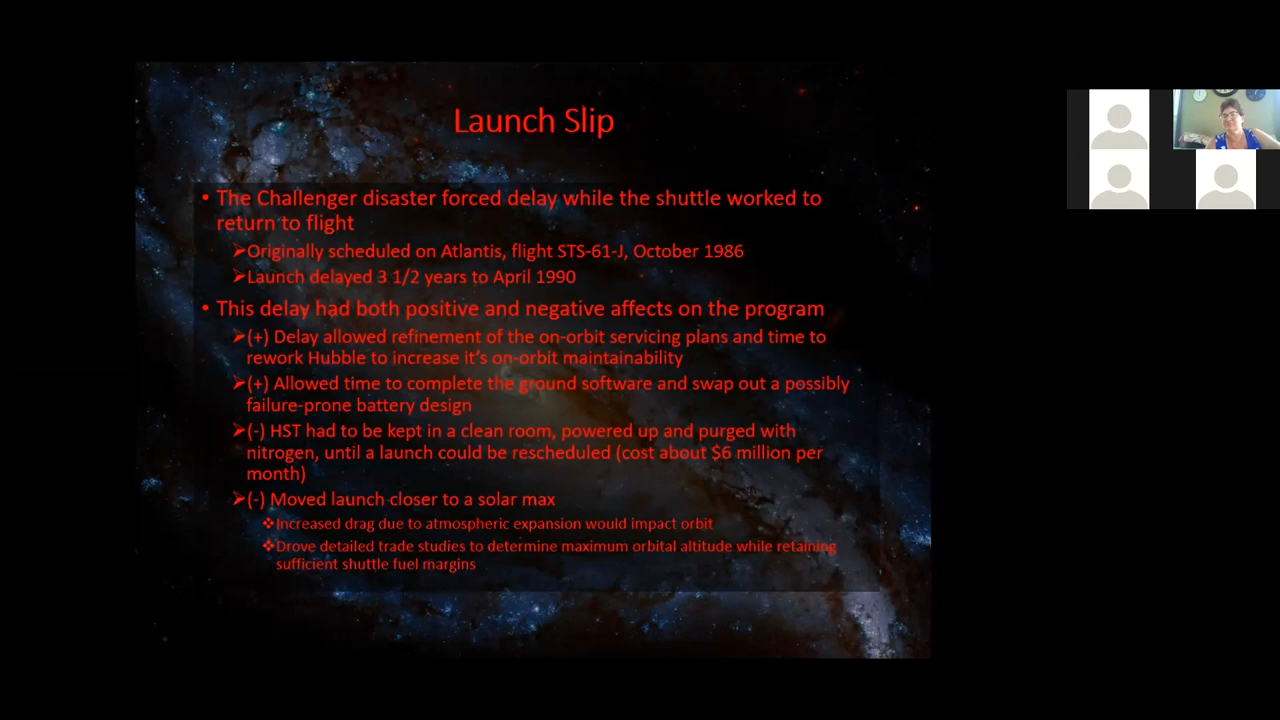 Launch Slip
• The Challenger disaster forced delay while the shuttle worked to
return to flight
➢Originally scheduled on Atlantis, flight STS-61-J, October 1986
➢Launch delayed 3 1/2 years to April 1990
• This delay had both positive and negative affects on the program
➢(+) Delay allowed refinement of the on-orbit servicing plans and time to
rework Hubble to increase it's on-orbit maintainability
➢(+) Allowed time to complete the ground software and swap out a possibly
failure-prone battery design
➢(-) HST had to be kept in a clean room, powered up and purged with
nitrogen, until a launch could be rescheduled (cost about $6 million per
month)
➢(-) Moved launch closer to a solar max
❖Increased drag due to atmospheric expansion would impact orbit
❖Drove detailed trade studies to determine maximum orbital altitude while retaining
sufficient shuttle fuel margins